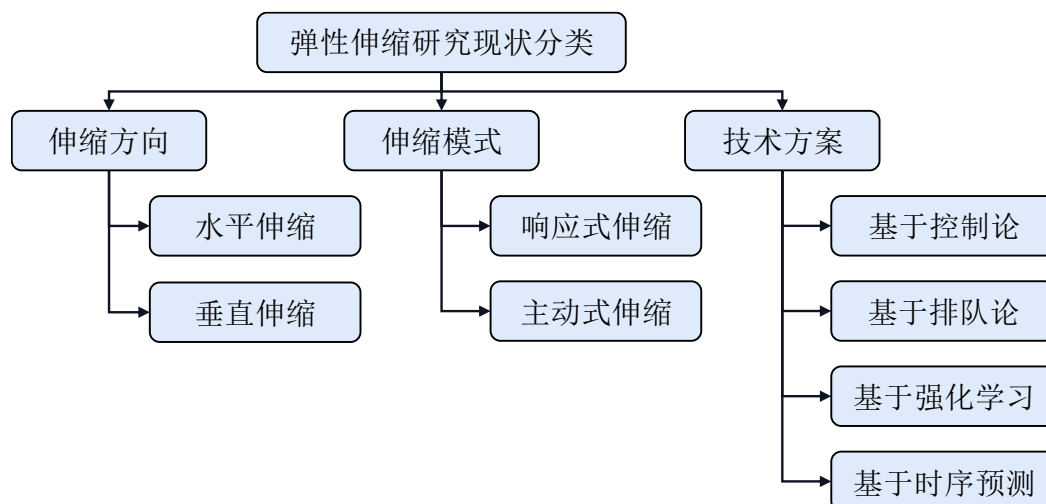 弹性伸缩研究现状分类
伸缩方向
伸缩模式
技术方案
水平伸缩
响应式伸缩
基于控制论
垂直伸缩
主动式伸缩
基于排队论
基于强化学习
基于时序预测